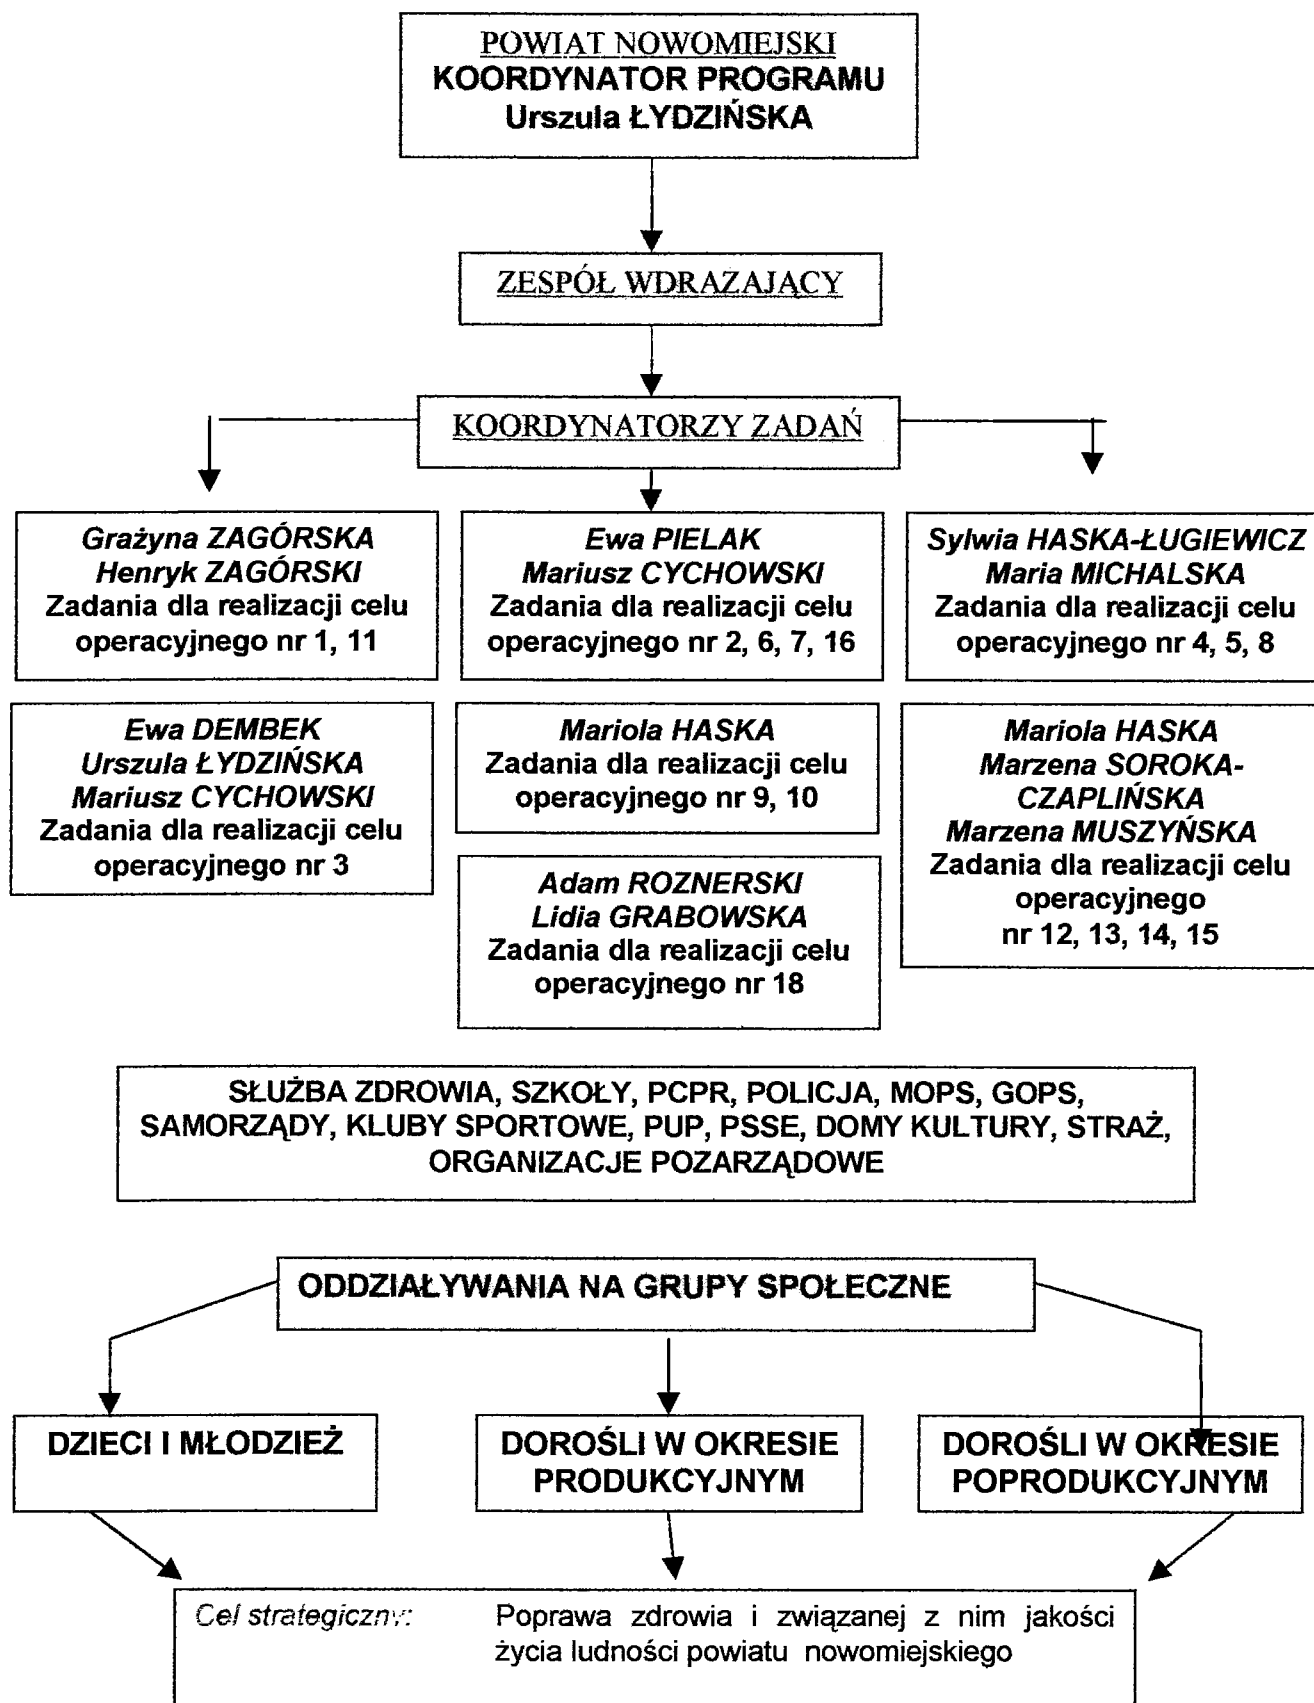 POWIAT NOWOMIEJSKI
KOORDYNATOR PROGRAMU
Urszula ŁYDZIŃSKA
ZESPÓŁ WDRAZAJĄCY
KOORDYNATORZY ZADAŃ
Grażyna ZAGÓRSKA
Henryk ZAGÓRSKI
Zadania dla realizacji celu
operacyjnego nr 1, 11
Ewa PIELAK
Mariusz CYCHOWSKI
Zadania dla realizacji celu
operacyjnego nr 2, 6, 7, 16
Sylwia HASKA-ŁUGIEWICZ
Maria MICHALSKA
Zadania dla realizacji celu
operacyjnego nr 4, 5, 8
Ewa DEMBEK
Urszula ŁYDZIŃSKA
Mariusz CYCHOWSKI
Zadania dla realizacji celu
operacyjnego nr 3
Mariola HASKA
Zadania dla realizacji celu
operacyjnego nr 9, 10
Mariola HASKA
Marzena SOROKA-
CZAPLIŃSKA
Marzena MUSZYŃSKA
Zadania dla realizacji celu
operacyjnego
nr 12, 13, 14, 15
Adam ROZNERSKI
Lidia GRABOWSKA
Zadania dla realizacji celu
operacyjnego nr 18
SŁUŻBA ZDROWIA, SZKOŁY, PCPR, POLICJA, MOPS, GOPS,
SAMORZĄDY, KLUBY SPORTOWE, PUP, PSSE, DOMY KULTURY, STRAŻ,
ORGANIZACJE POZARZĄDOWE
ODDZIAŁYWANIA NA GRUPY SPOŁECZNE
DZIECI I MŁODZIEŻ
DOROŚLI W OKRESIE
PRODUKCYJNYM
DOROŚLI W OKRESIE
POPRODUKCYJNYM
Cel strategiczny: Poprawa zdrowia i związanej z nim jakości
życia ludności powiatu nowomiejskiego